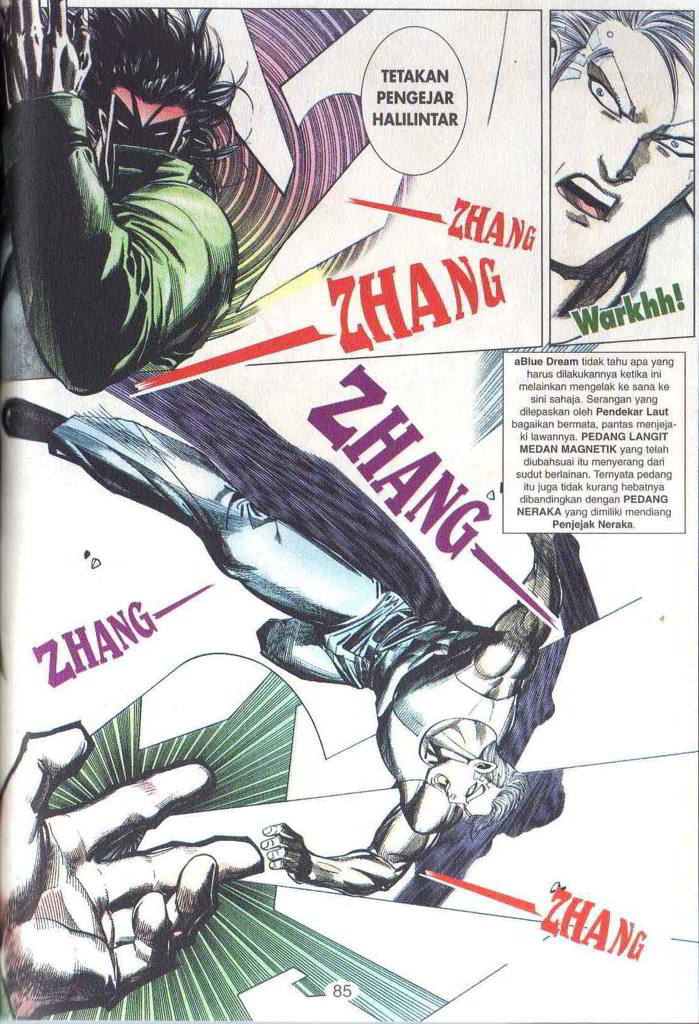 TETAKAN
PENGEJAR
HALILINTAR
ZHANG
ZHANG
Warkhh!
aBlue Dream tidak tahu apa yang
harus dilakukannya ketika ini
melainkan mengelak ke sana ke
sini sahaja. Serangan yang
dilepaskan oleh Pendekar Laut
bagaikan bermata, pantas menjeja-
ki lawannya. PEDANG LANGIT
MEDAN MAGNETIK yang telah
diubahsuai itu menyerang dari
sudut berlainan. Ternyata pedang
itu juga tidak kurang hebatnya
dibandingkan dengan PEDANG
NERAKA yang dimiliki mendiang
Penjejak Neraka.
ZHANG
ZHANG
ZHANG
85